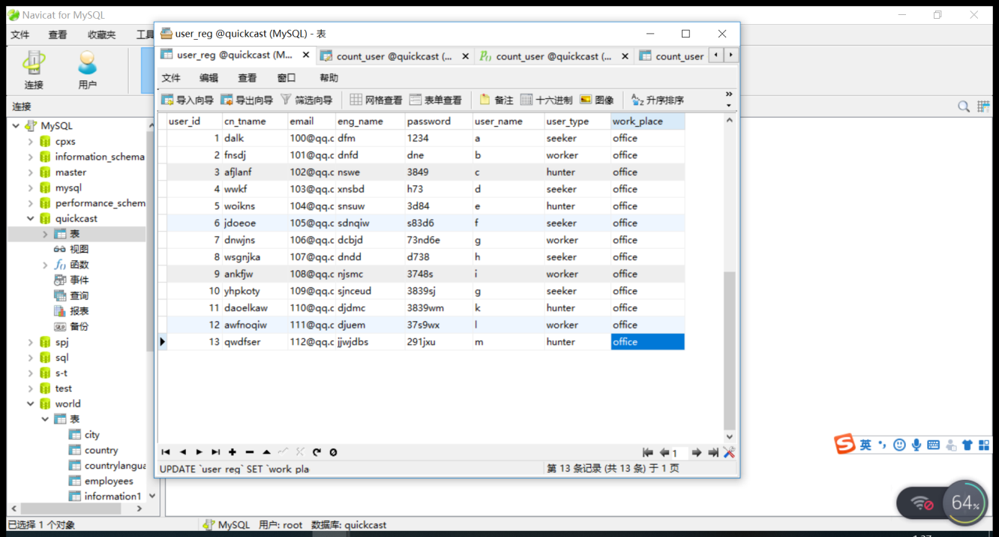 Navicat for MySQL
文件 查看 收藏夹 工具
连接 用户
连接
MySQL
cpxs
information_schema
master
mysql
performance_schem
quickcast
表
视图
函数
事件
查询
报表
备份
spj
sql
s-t
test
world
表
city
country
countrylangua
employees
information1
user_reg @quickcast (MySQL) - 表
user_reg @quickcast (M... count_user @quickcast (... count_user @quickcast (... count_user
文件 编辑 查看 窗口 帮助
导入向导 导出向导 筛选向导 网格查看 表单查看 备注 十六进制 图像 升序排序
user_id cn_tname email eng_name password user_name user_type work_place
1 dalk 100@qq.c dfm 1234 a seeker office
2 fnsdj 101@qq.c dnfd dne b worker office
3 afjlanf 102@qq.c nswe 3849 c hunter office
4 wwkf 103@qq.c xnsbd h73 d seeker office
5 woikns 104@qq.c snsuw 3d84 e hunter office
6 jdoeoe 105@qq.c sdnqiw s83d6 f seeker office
7 dnwjns 106@qq.c dcbjd 73nd6e g worker office
8 wsgnjka 107@qq.c dndd d738 h seeker office
9 ankfjw 108@qq.c njsmc 3748s i worker office
10 yhpkoty 109@qq.c sjnceud 3839sj g seeker office
11 daoelkaw 110@qq.c djdmc 3839wm k hunter office
12 awfnoqiw 111@qq.c djuem 37s9wx l worker office
13 qwdfser 112@qq.c jjwjdbs 291jxu m hunter office
1
UPDATE `user_reg` SET `work_pla
第 13 条记录 (共 13 条) 于 1 页
英
64%
已选择 1 个对象 MySQL 用户: root 数据库: quickcast